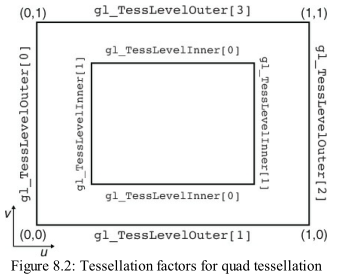 (0,1) gl_TessLevelOuter[3] (1,1)
gl_TessLevelInner[0]
gl_TessLevelOuter[0]
gl_TessLevelInner[1]
gl_TessLevelInner[1]
gl_TessLevelOuter[2]
gl_TessLevelInner[0]
v
(0,0) gl_TessLevelOuter[1] (1,0)
u
Figure 8.2: Tessellation factors for quad tessellation